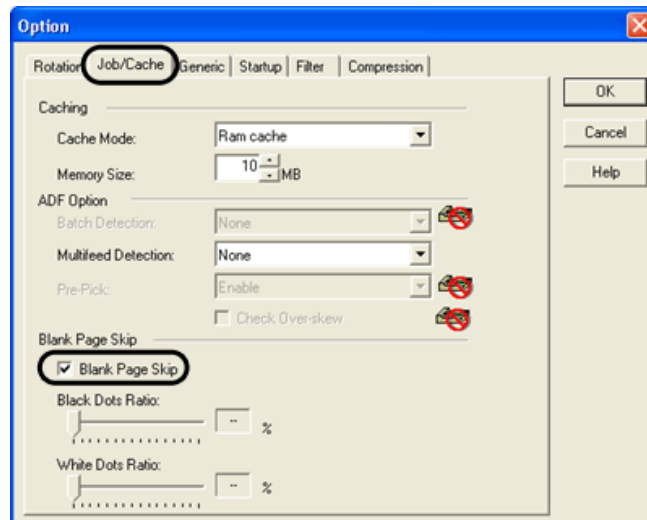 Option
Rotation Job/Cache Generic Startup Filter Compression
OK
Caching
Cache Mode: Ram cache
Cancel
Memory Size: 10 MB
Help
ADF Option
Batch Detection: None
Multifeed Detection: None
Pre-Pick: Enable
Check Over-skew
Blank Page Skip
Blank Page Skip
Black Dots Ratio:
-- %
White Dots Ratio:
-- %